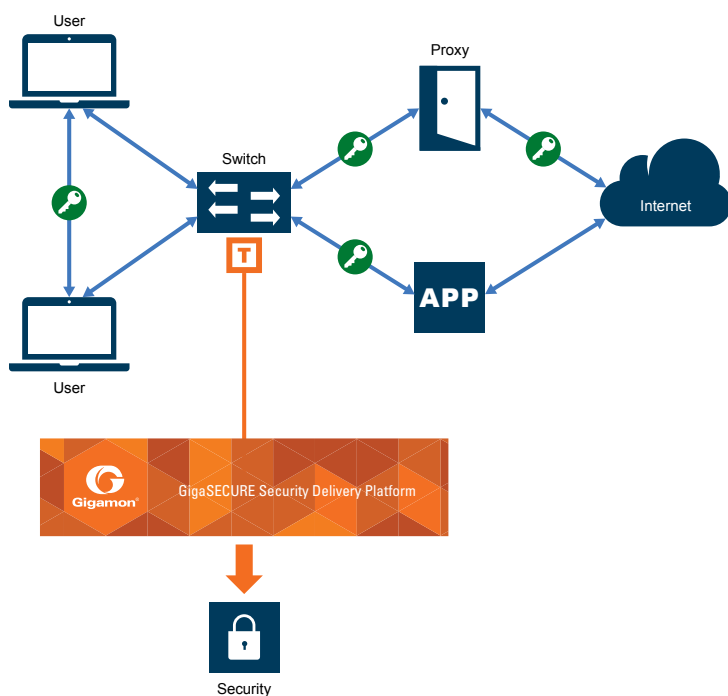 User
Proxy
Switch
Internet
T
APP
User
GigaSECURE Security Delivery Platform
Gigamon®
Security